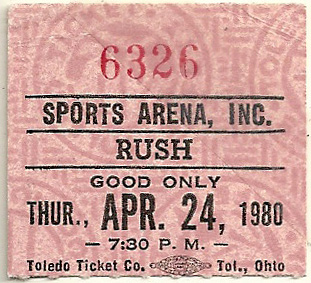 6326
SPORTS ARENA, INC.
RUSH
GOOD ONLY
THUR., APR. 24, 1980
— 7:30 P. M. —
Toledo Ticket Co. Tol., Ohio